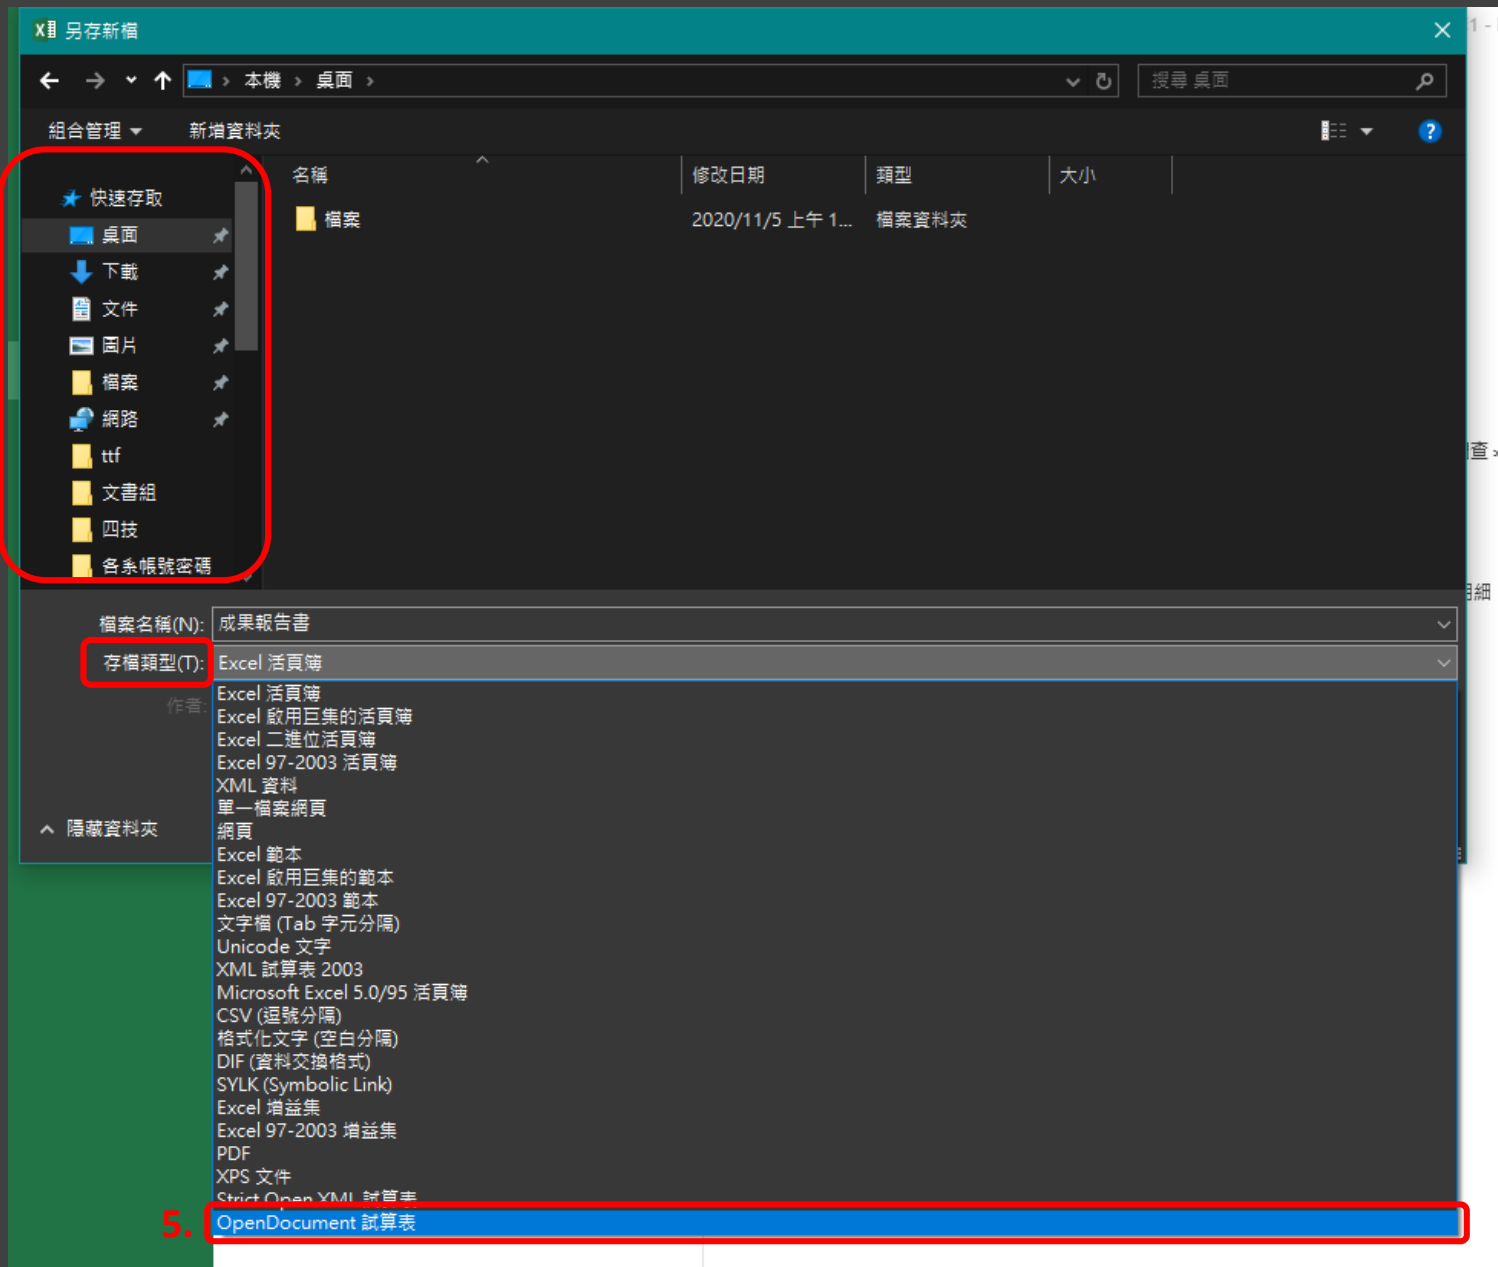 另存新檔
1 -
本機 › 桌面 ›
搜尋 桌面
組合管理 新增資料夾
?
名稱 修改日期 類型 大小
快速存取
桌面
下載
文件
圖片
檔案
網路
ttf
文書組
四技
各系帳號密碼
檔案 2020/11/5 上午 1... 檔案資料夾
查
細
檔案名稱(N): 成果報告書
存檔類型(T): Excel 活頁簿
作者:
Excel 活頁簿
Excel 啟用巨集的活頁簿
Excel 二進位活頁簿
Excel 97-2003 活頁簿
XML 資料
單一檔案網頁
網頁
Excel 範本
Excel 啟用巨集的範本
Excel 97-2003 範本
文字檔 (Tab 字元分隔)
Unicode 文字
XML 試算表 2003
Microsoft Excel 5.0/95 活頁簿
CSV (逗號分隔)
格式化文字 (空白分隔)
DIF (資料交換格式)
SYLK (Symbolic Link)
Excel 增益集
Excel 97-2003 增益集
PDF
XPS 文件
Strict Open XML 試算表
5. OpenDocument 試算表
隱藏資料夾